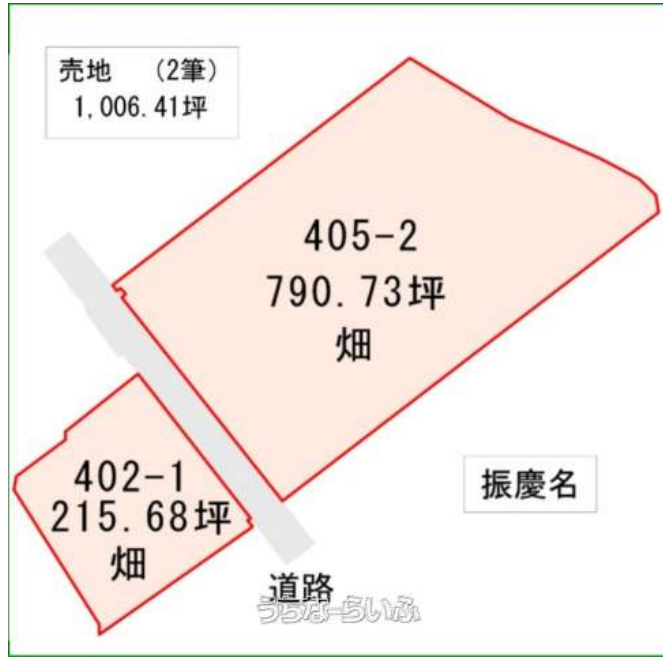 売地 （2筆）
1,006.41坪
405-2
790.73坪
畑
402-1
215.68坪
畑
振慶名
道路
うちなーらいふ